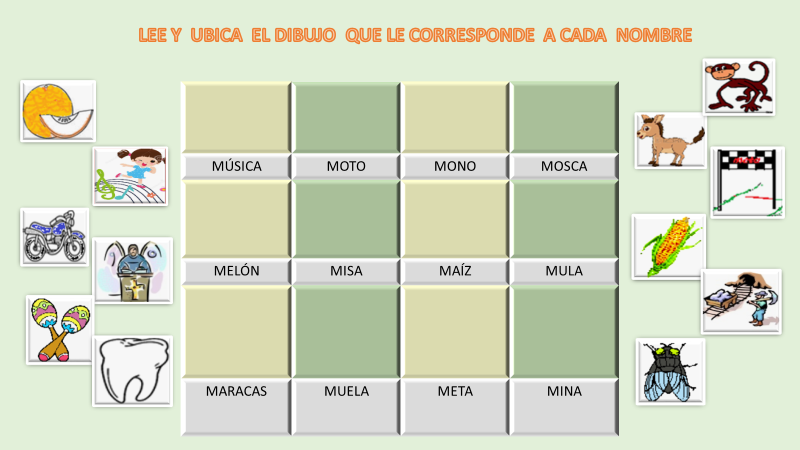 LEE Y UBICA EL DIBUJO QUE LE CORRESPONDE A CADA NOMBRE
MÚSICA MOTO MONO MOSCA
MELÓN MISA MAÍZ MULA
MARACAS MUELA META MINA